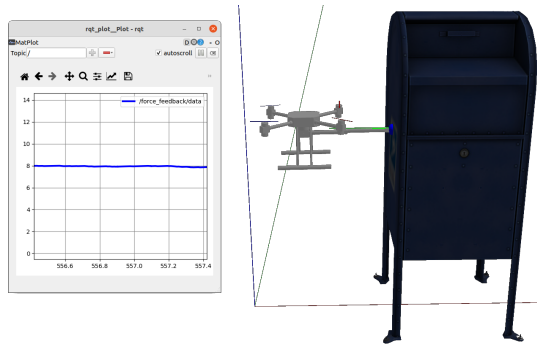 rqt_plot__Plot - rqt
MatPlot
D
Topic /
autoscroll
/force_feedback/data
14
12
10
8
6
4
2
0
556.6 556.8 557.0 557.2 557.4